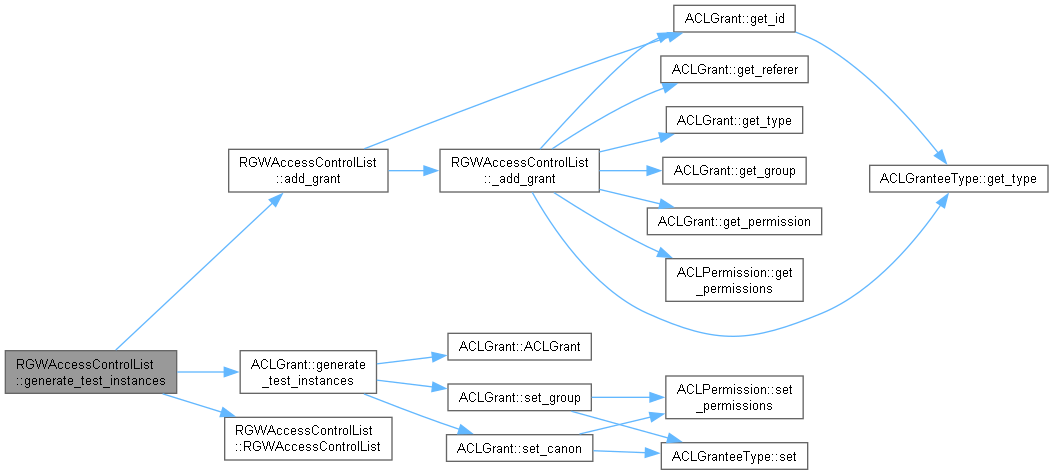 ACLGrant::get_id
ACLGrant::get_referer
ACLGrant::get_type
RGWAccessControlList
::add_grant
RGWAccessControlList
::_add_grant
ACLGrant::get_group
ACLGranteeType::get_type
ACLGrant::get_permission
ACLPermission::get
_permissions
RGWAccessControlList
::generate_test_instances
ACLGrant::generate
_test_instances
ACLGrant::ACLGrant
ACLGrant::set_group
ACLPermission::set
_permissions
RGWAccessControlList
::RGWAccessControlList
ACLGrant::set_canon
ACLGranteeType::set